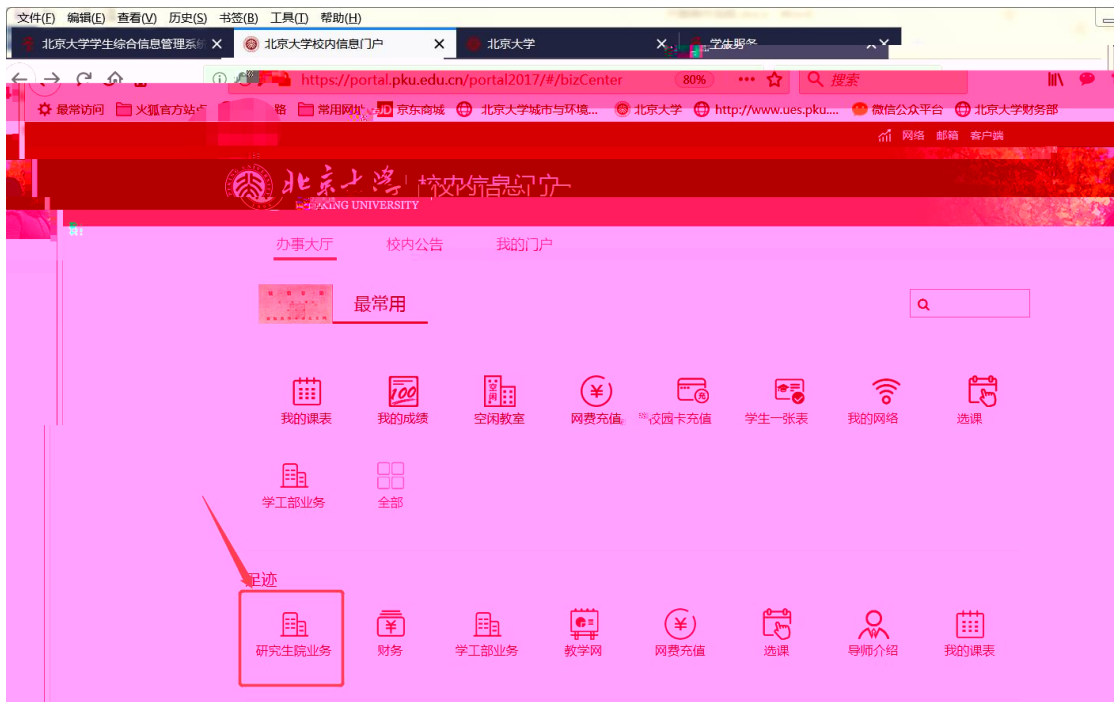 文件(F) 编辑(E) 查看(V) 历史(S) 书签(B) 工具(T) 帮助(H)
北京大学学生综合信息管理系统 × 北京大学校内信息门户 × 北京大学 × 学生服务 ×
https://portal.pku.edu.cn/portal2017/#/bizCenter 80% ••• 搜索
最常访问 火狐官方站点 常用网址 JD 京东商城 北京大学城市与环境... 北京大学 http://www.ues.pku.... 微信公众平台 北京大学财务部
网络 邮箱 客户端
北京大学 校内信息门户
PEKING UNIVERSITY
办事大厅 校内公告 我的门户
最常用
我的课表 我的成绩 空闲教室 网费充值 校园卡充值 学生一张表 我的网络 选课
学工部业务 全部
足迹
研究生院业务 财务 学工部业务 教学网 网费充值 选课 导师介绍 我的课表